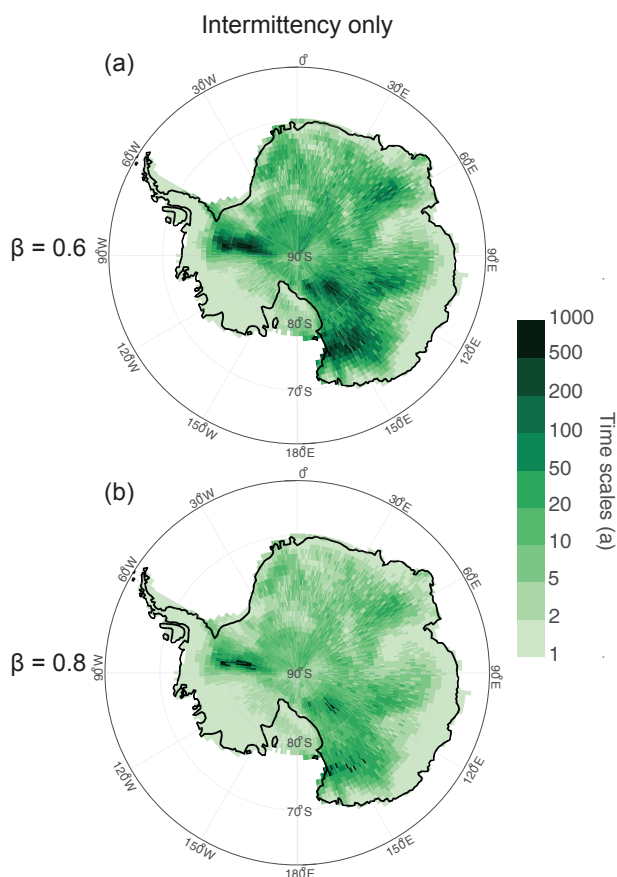 Intermittency only
(a)
0°
30°W
30°E
60°W
60°E
β = 0.6
90°W
90°S
90°E
80°S
120°W
120°E
70°S
150°W
150°E
180°E
1000
500
200
100
50
20
10
5
2
1
Time scales (a)
(b)
0°
30°W
30°E
60°W
60°E
β = 0.8
90°W
90°S
90°E
80°S
120°W
120°E
70°S
150°W
150°E
180°E